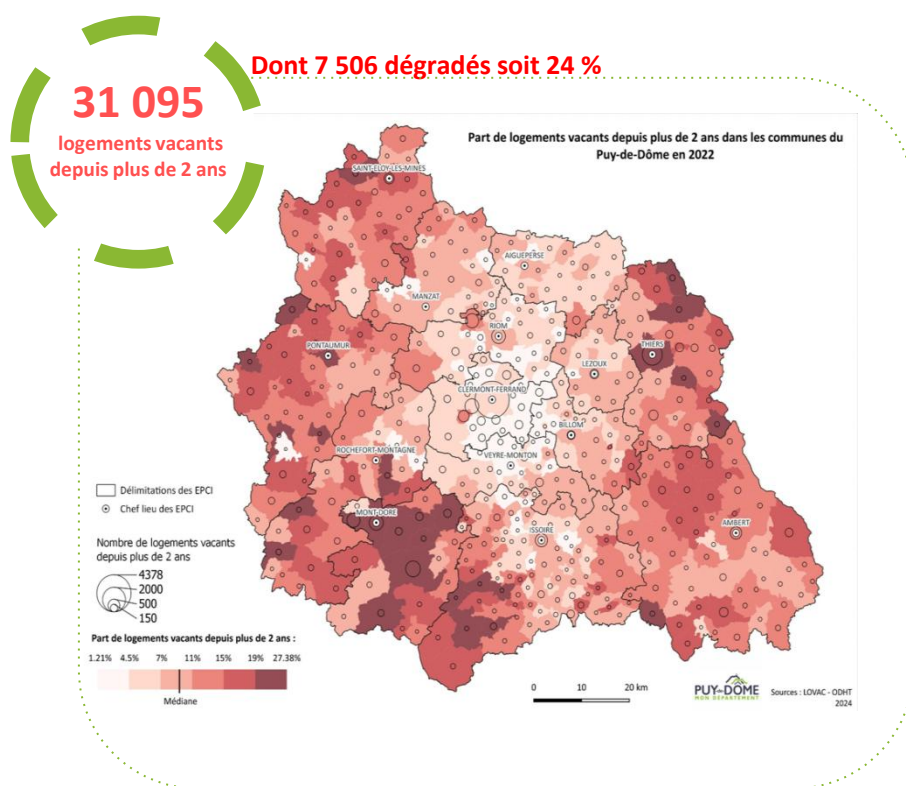 Dont 7 506 dégradés soit 24 %
31 095
logements vacants
depuis plus de 2 ans
Part de logements vacants depuis plus de 2 ans dans les communes du
Puy-de-Dôme en 2022
SAINT-ELOY-LES-MINES
AIGUEPERSE
MANZAT
RIOM
PONTAUMUR
THIERS
LEZOUX
CLERMONT-FERRAND
BILLOM
ROCHEFORT-MONTAGNE
VEYRE-MONTON
MONT-DORE
ISSOIRE
AMBERT
Délimitations des EPCI
Chef lieu des EPCI
Nombre de logements vacants
depuis plus de 2 ans
4378
2000
500
150
Part de logements vacants depuis plus de 2 ans :
1.21% 4.5% 7% 11% 15% 19% 27.38%
Médiane
0 10 20 km
PUY-DE-DÔME
MON DÉPARTEMENT
Sources : LOVAC - ODHT
2024